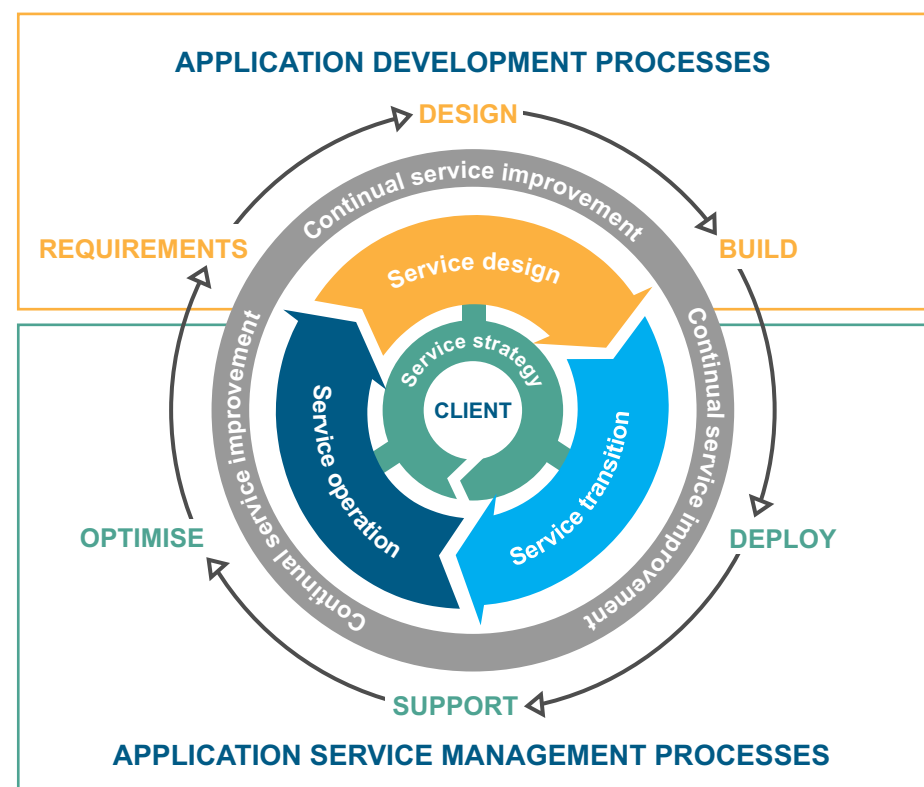 APPLICATION DEVELOPMENT PROCESSES
DESIGN
Continual service improvement
REQUIREMENTS
BUILD
Service design
Service strategy
CLIENT
Continual service improvement
Continual service improvement
Service operation
Service transition
OPTIMISE
DEPLOY
SUPPORT
APPLICATION SERVICE MANAGEMENT PROCESSES